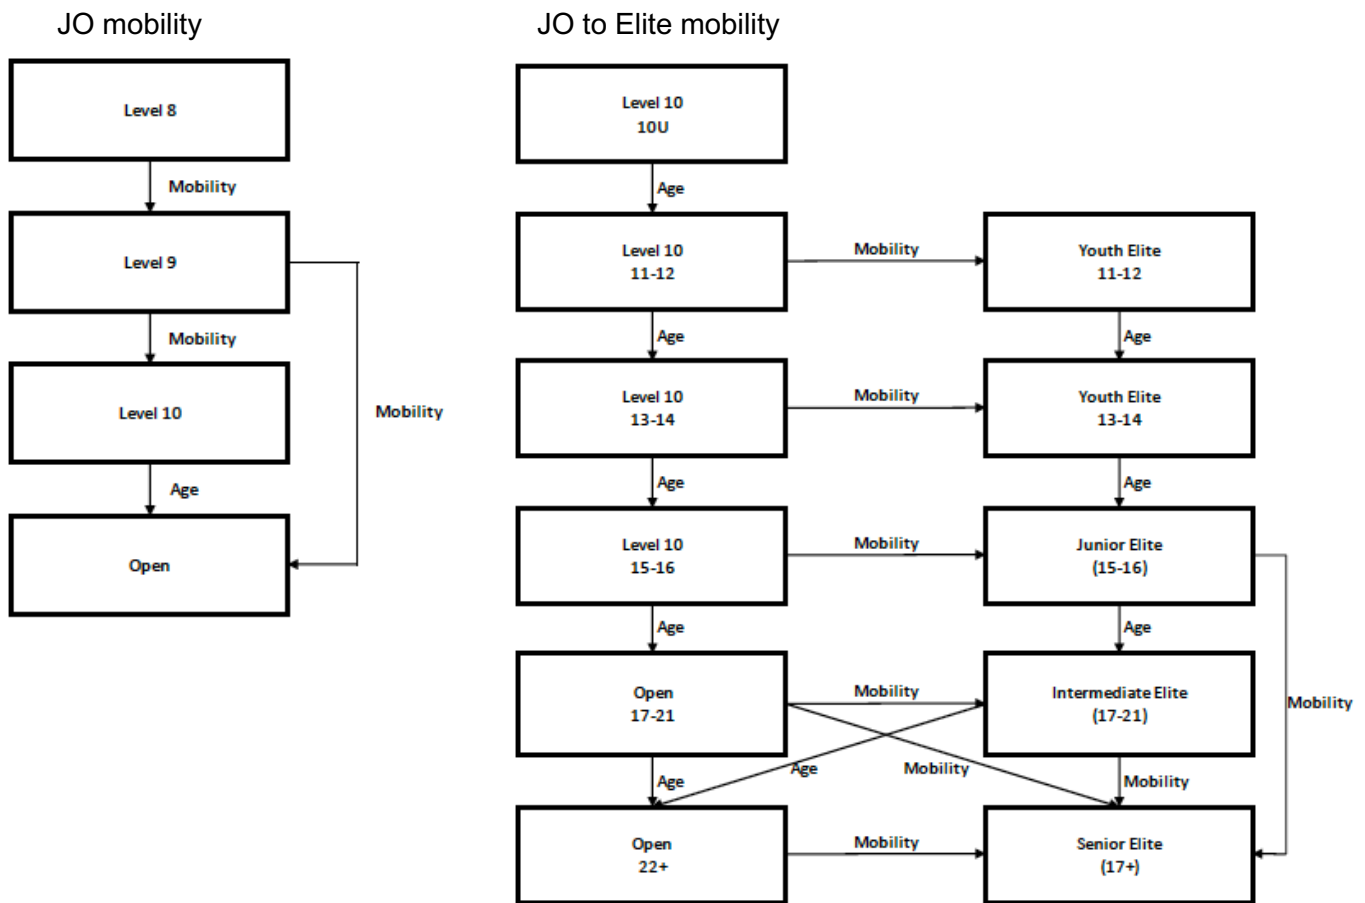 JO mobility
Level 8
Mobility
Level 9
Mobility
Level 10
Mobility
Age
Open
JO to Elite mobility
Level 10
10U
Age
Level 10
11-12
Mobility
Youth Elite
11-12
Age
Age
Level 10
13-14
Mobility
Youth Elite
13-14
Age
Age
Level 10
15-16
Mobility
Junior Elite
(15-16)
Age
Age
Mobility
Open
17-21
Mobility
Intermediate Elite
(17-21)
Age
Age
Mobility
Mobility
Open
22+
Mobility
Senior Elite
(17+)